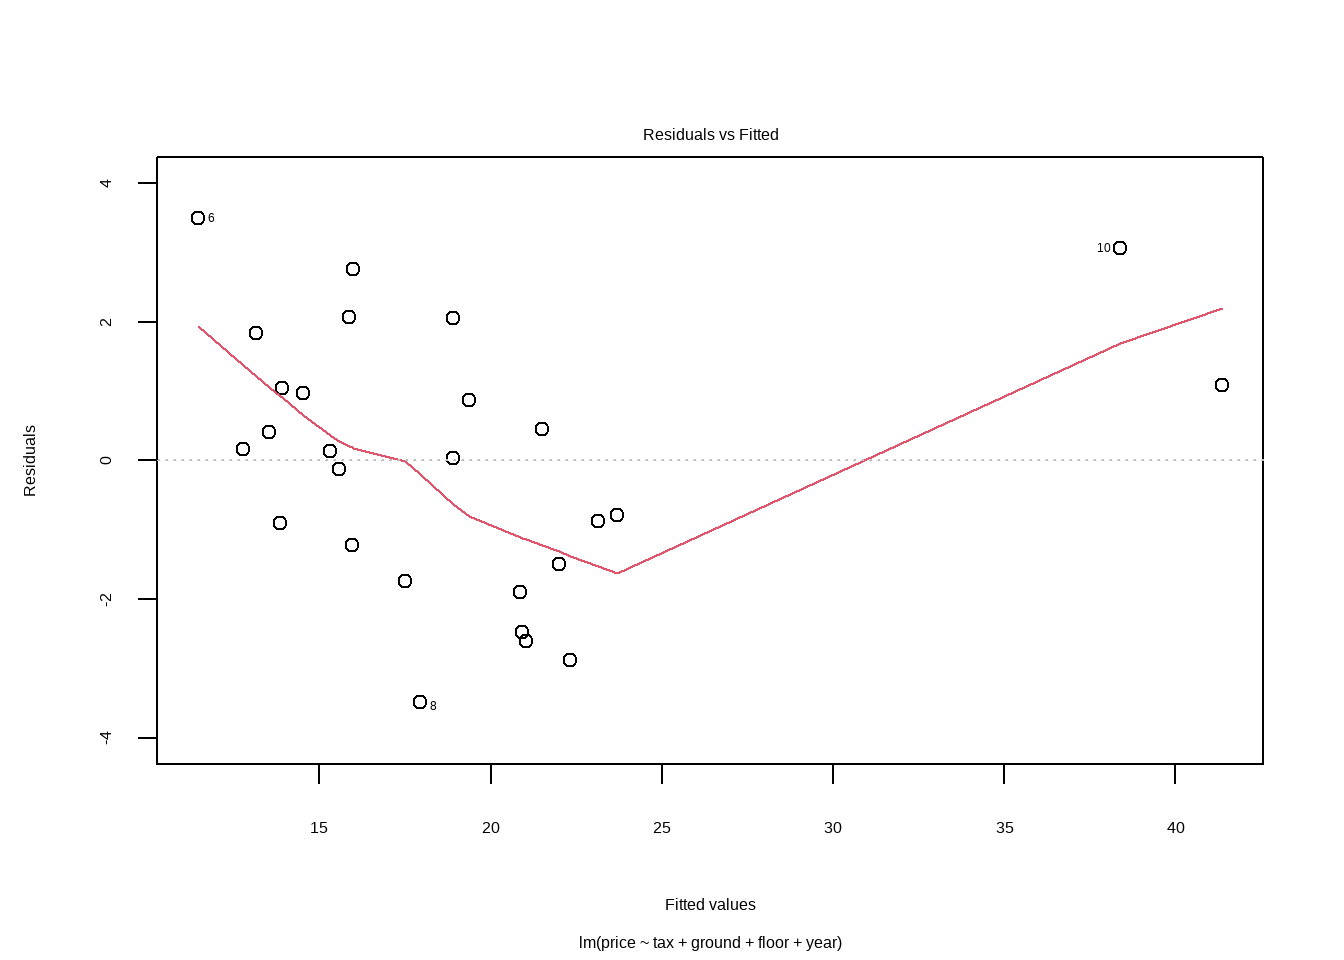 Residuals vs Fitted
4
2
0
-2
-4
Residuals
6
10
8
15 20 25 30 35 40
Fitted values
lm(price ~ tax + ground + floor + year)